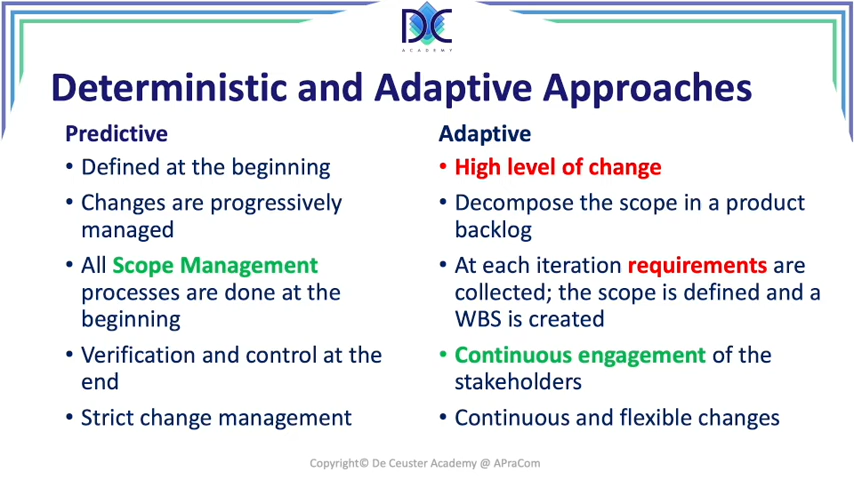 DC
ACADEMY
Deterministic and Adaptive Approaches
Predictive
• Defined at the beginning
• Changes are progressively
managed
• All Scope Management
processes are done at the
beginning
• Verification and control at the
end
• Strict change management
Adaptive
• High level of change
• Decompose the scope in a product
backlog
• At each iteration requirements are
collected; the scope is defined and a
WBS is created
• Continuous engagement of the
stakeholders
• Continuous and flexible changes
Copyright© De Ceuster Academy @ APraCom